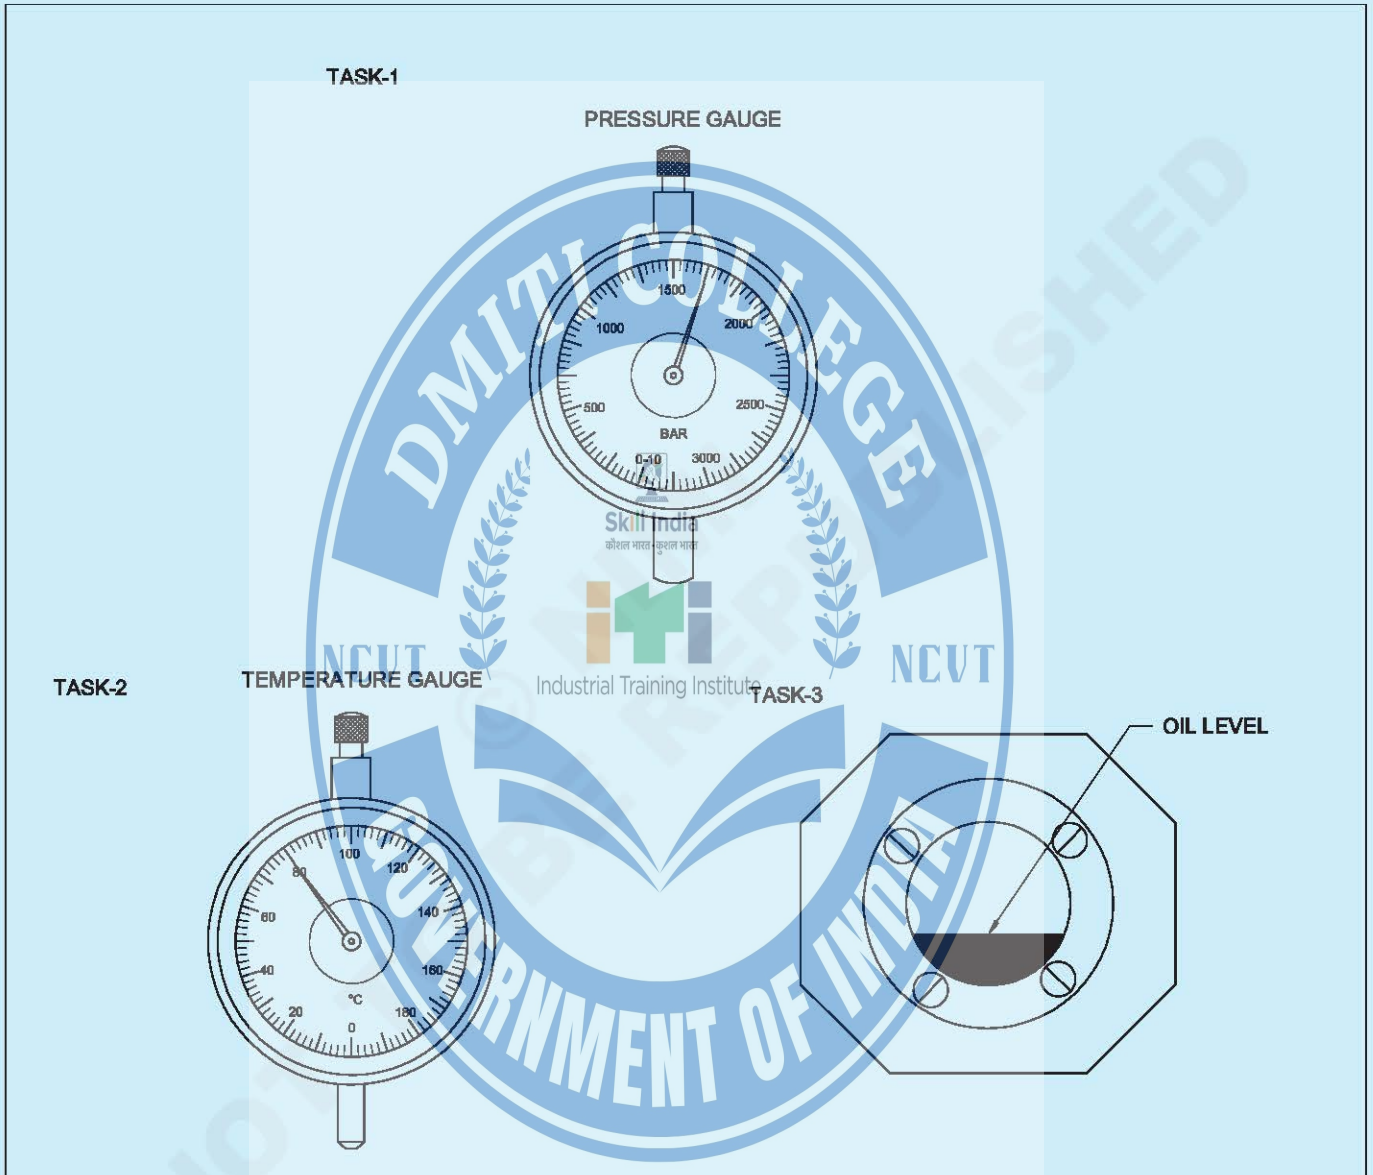 TASK-1
PRESSURE GAUGE
DMITI COLLEGE
1500
1000
2000
500
2500
BAR
0-10
3000
Skill India
कौशल भारत-कुशल भारत
NCVT
NCVT
Industrial Training Institute
TASK-2
TEMPERATURE GAUGE
TASK-3
OIL LEVEL
100
80
120
60
140
40
160
°C
20
180
0
GOVERNMENT OF INDIA
BE REPUBLISHED